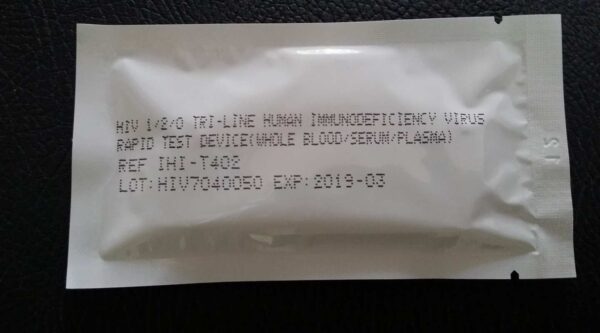 HIV 1/2/O TRI-LINE HUMAN IMMUNODEFICIENCY VIRUS
RAPID TEST DEVICE(WHOLE BLOOD/SERUM/PLASMA)
REF IHI-T402
LOT:HIV7040050 EXP:2019-03